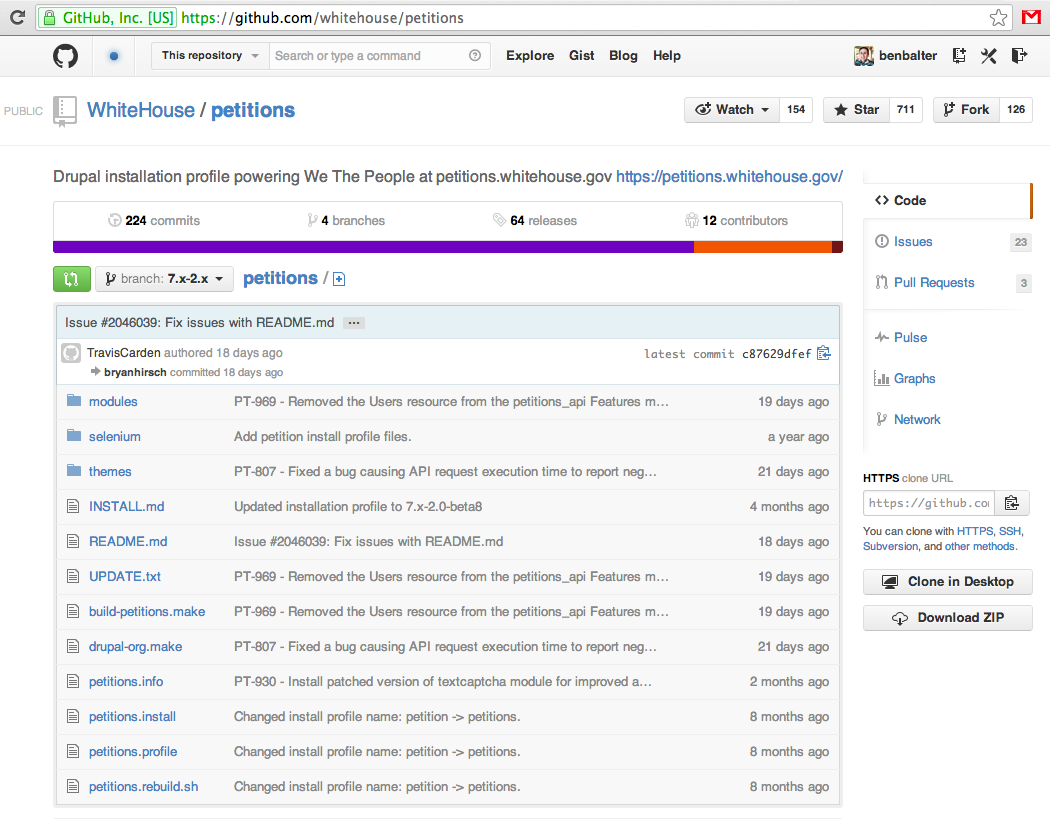 GitHub, Inc. [US] https://github.com/whitehouse/petitions
This repository Search or type a command Explore Gist Blog Help benbalter
PUBLIC WhiteHouse / petitions Watch 154 Star 711 Fork 126
Drupal installation profile powering We The People at petitions.whitehouse.gov https://petitions.whitehouse.gov/
224 commits 4 branches 64 releases 12 contributors
branch: 7.x-2.x petitions /
Issue #2046039: Fix issues with README.md ...
TravisCarden authored 18 days ago latest commit c87629dfef
bryanhirsch committed 18 days ago
modules PT-969 - Removed the Users resource from the petitions_api Features m… 19 days ago
selenium Add petition install profile files. a year ago
themes PT-807 - Fixed a bug causing API request execution time to report neg… 21 days ago
INSTALL.md Updated installation profile to 7.x-2.0-beta8 4 months ago
README.md Issue #2046039: Fix issues with README.md 18 days ago
UPDATE.txt PT-969 - Removed the Users resource from the petitions_api Features m… 19 days ago
build-petitions.make PT-969 - Removed the Users resource from the petitions_api Features m… 19 days ago
drupal-org.make PT-807 - Fixed a bug causing API request execution time to report neg… 21 days ago
petitions.info PT-930 - Install patched version of textcaptcha module for improved a… 2 months ago
petitions.install Changed install profile name: petition -> petitions. 8 months ago
petitions.profile Changed install profile name: petition -> petitions. 8 months ago
petitions.rebuild.sh Changed install profile name: petition -> petitions. 8 months ago
Code
Issues 23
Pull Requests 3
Pulse
Graphs
Network
HTTPS clone URL
https://github.co
You can clone with HTTPS, SSH,
Subversion, and other methods.
Clone in Desktop
Download ZIP